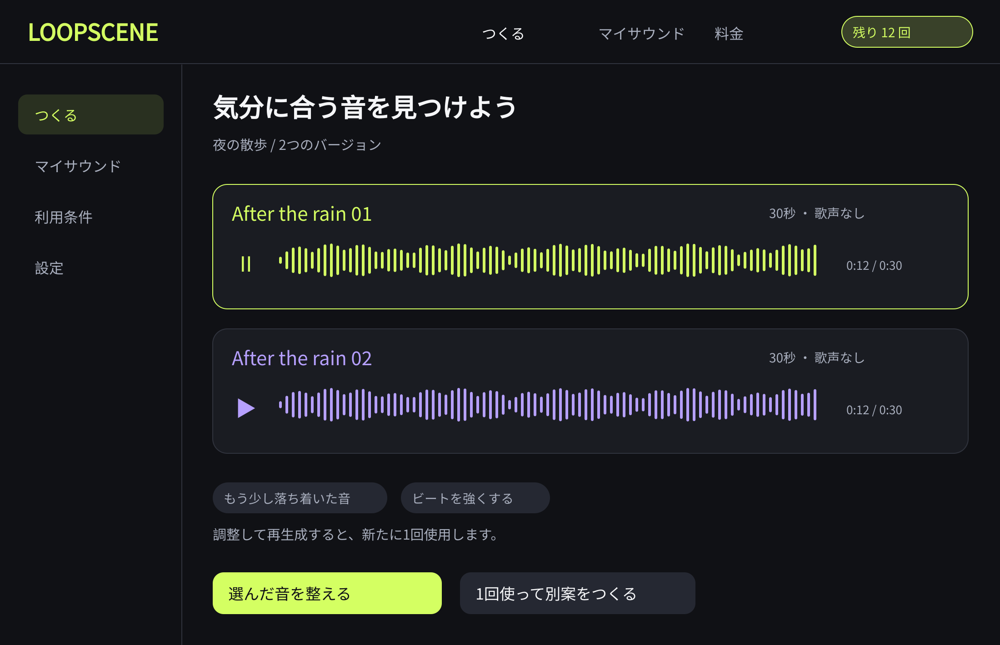 LOOPSCENE
つくる
マイサウンド
料金
残り 12 回
つくる
マイサウンド
利用条件
設定
気分に合う音を見つけよう
夜の散歩 / 2つのバージョン
After the rain 01
30秒 ・ 歌声なし
0:12 / 0:30
After the rain 02
30秒 ・ 歌声なし
0:12 / 0:30
もう少し落ち着いた音
ビートを強くする
調整して再生成すると、新たに1回使用します。
選んだ音を整える
1回使って別案をつくる